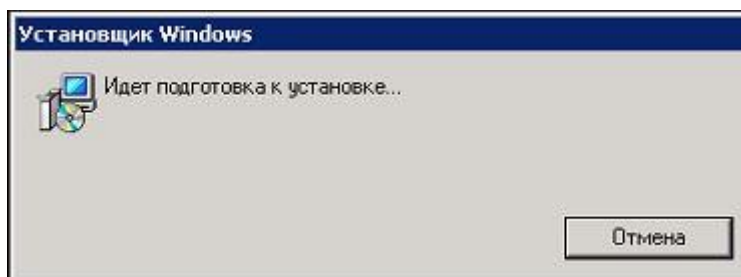 Установщик Windows
Идет подготовка к установке...
Отмена